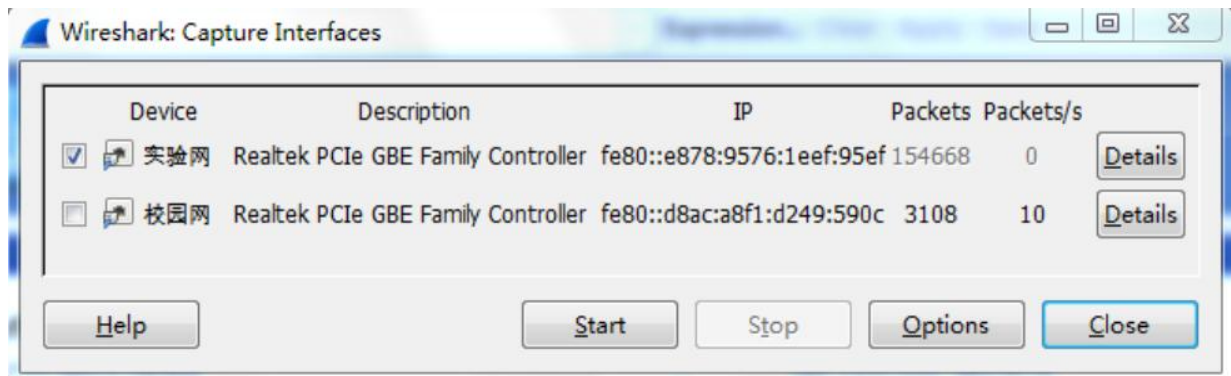 Wireshark: Capture Interfaces
Device Description IP Packets Packets/s
实验网 Realtek PCIe GBE Family Controller fe80::e878:9576:1eef:95ef 154668 0 Details
校园网 Realtek PCIe GBE Family Controller fe80::d8ac:a8f1:d249:590c 3108 10 Details
Help Start Stop Options Close